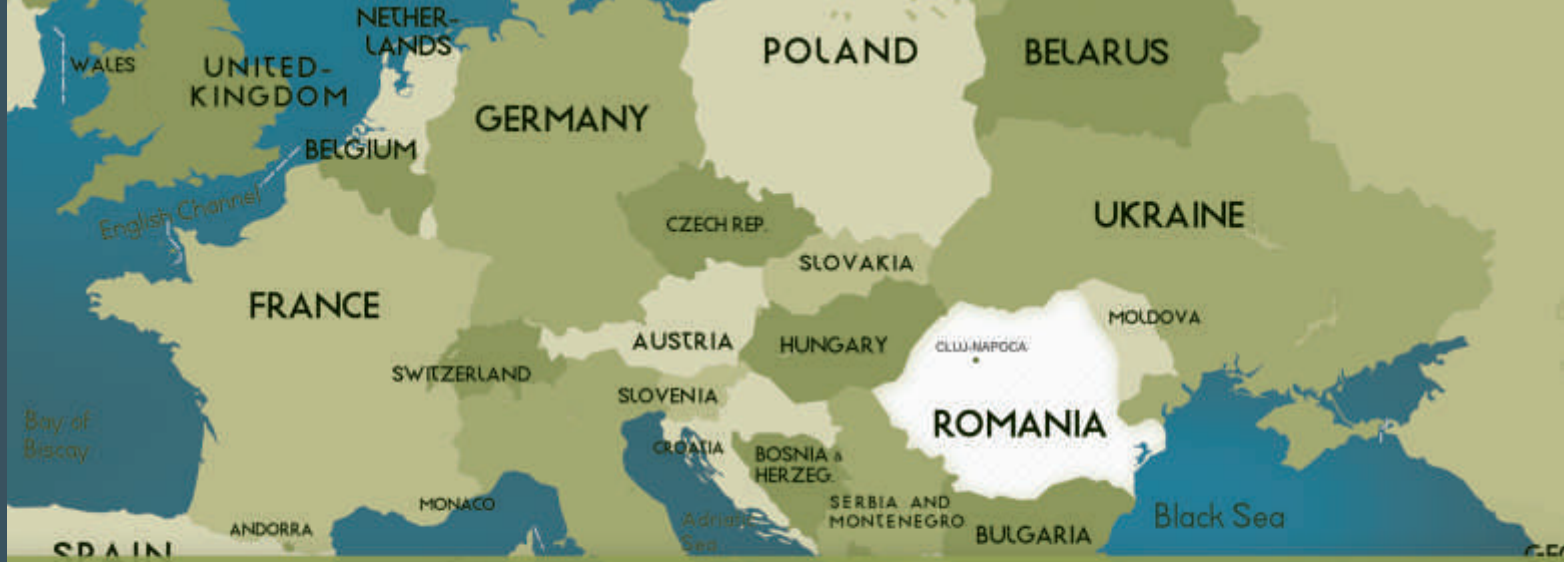 NETHER-
LANDS
WALES
UNITED-
KINGDOM
POLAND
BELARUS
GERMANY
BELGIUM
English Channel
CZECH REP.
UKRAINE
SLOVAKIA
FRANCE
MOLDOVA
AUSTRIA
HUNGARY
CLUJ-NAPOCA
SWITZERLAND
SLOVENIA
Bay of
Biscay
ROMANIA
CROATIA
BOSNIA &
HERZEG.
SERBIA AND
MONTENEGRO
MONACO
ANDORRA
Adriatic
Sea
BULGARIA
Black Sea
SPAIN